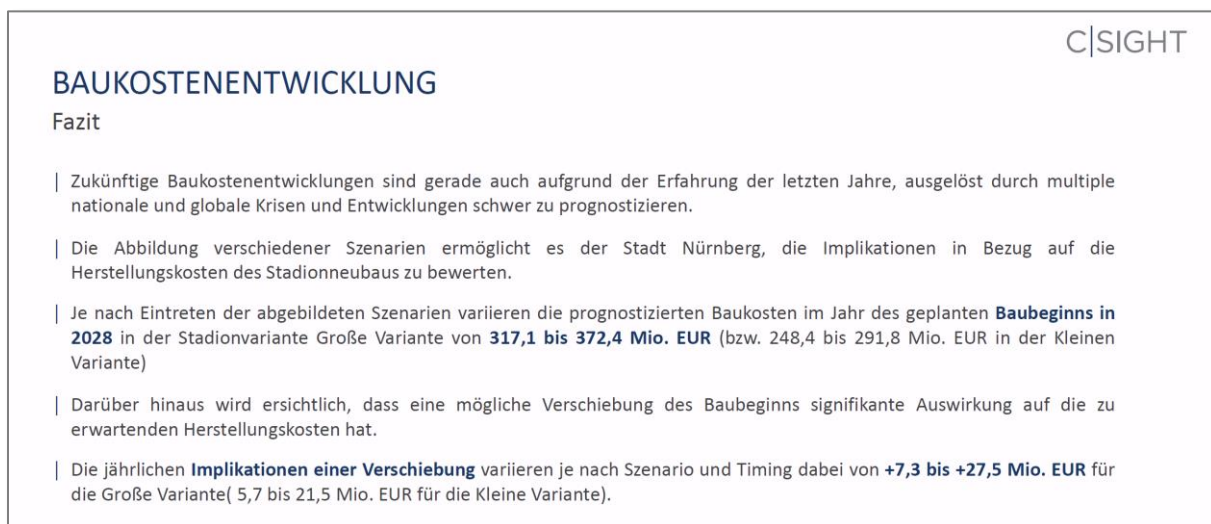 C|SIGHT
BAUKOSTENENTWICKLUNG
Fazit
| Zukünftige Baukostenentwicklungen sind gerade auch aufgrund der Erfahrung der letzten Jahre, ausgelöst durch multiple
nationale und globale Krisen und Entwicklungen schwer zu prognostizieren.
| Die Abbildung verschiedener Szenarien ermöglicht es der Stadt Nürnberg, die Implikationen in Bezug auf die
Herstellungskosten des Stadionneubaus zu bewerten.
| Je nach Eintreten der abgebildeten Szenarien variieren die prognostizierten Baukosten im Jahr des geplanten Baubeginns in
2028 in der Stadionvariante Große Variante von 317,1 bis 372,4 Mio. EUR (bzw. 248,4 bis 291,8 Mio. EUR in der Kleinen
Variante)
| Darüber hinaus wird ersichtlich, dass eine mögliche Verschiebung des Baubeginns signifikante Auswirkung auf die zu
erwartenden Herstellungskosten hat.
| Die jährlichen Implikationen einer Verschiebung variieren je nach Szenario und Timing dabei von +7,3 bis +27,5 Mio. EUR für
die Große Variante( 5,7 bis 21,5 Mio. EUR für die Kleine Variante).